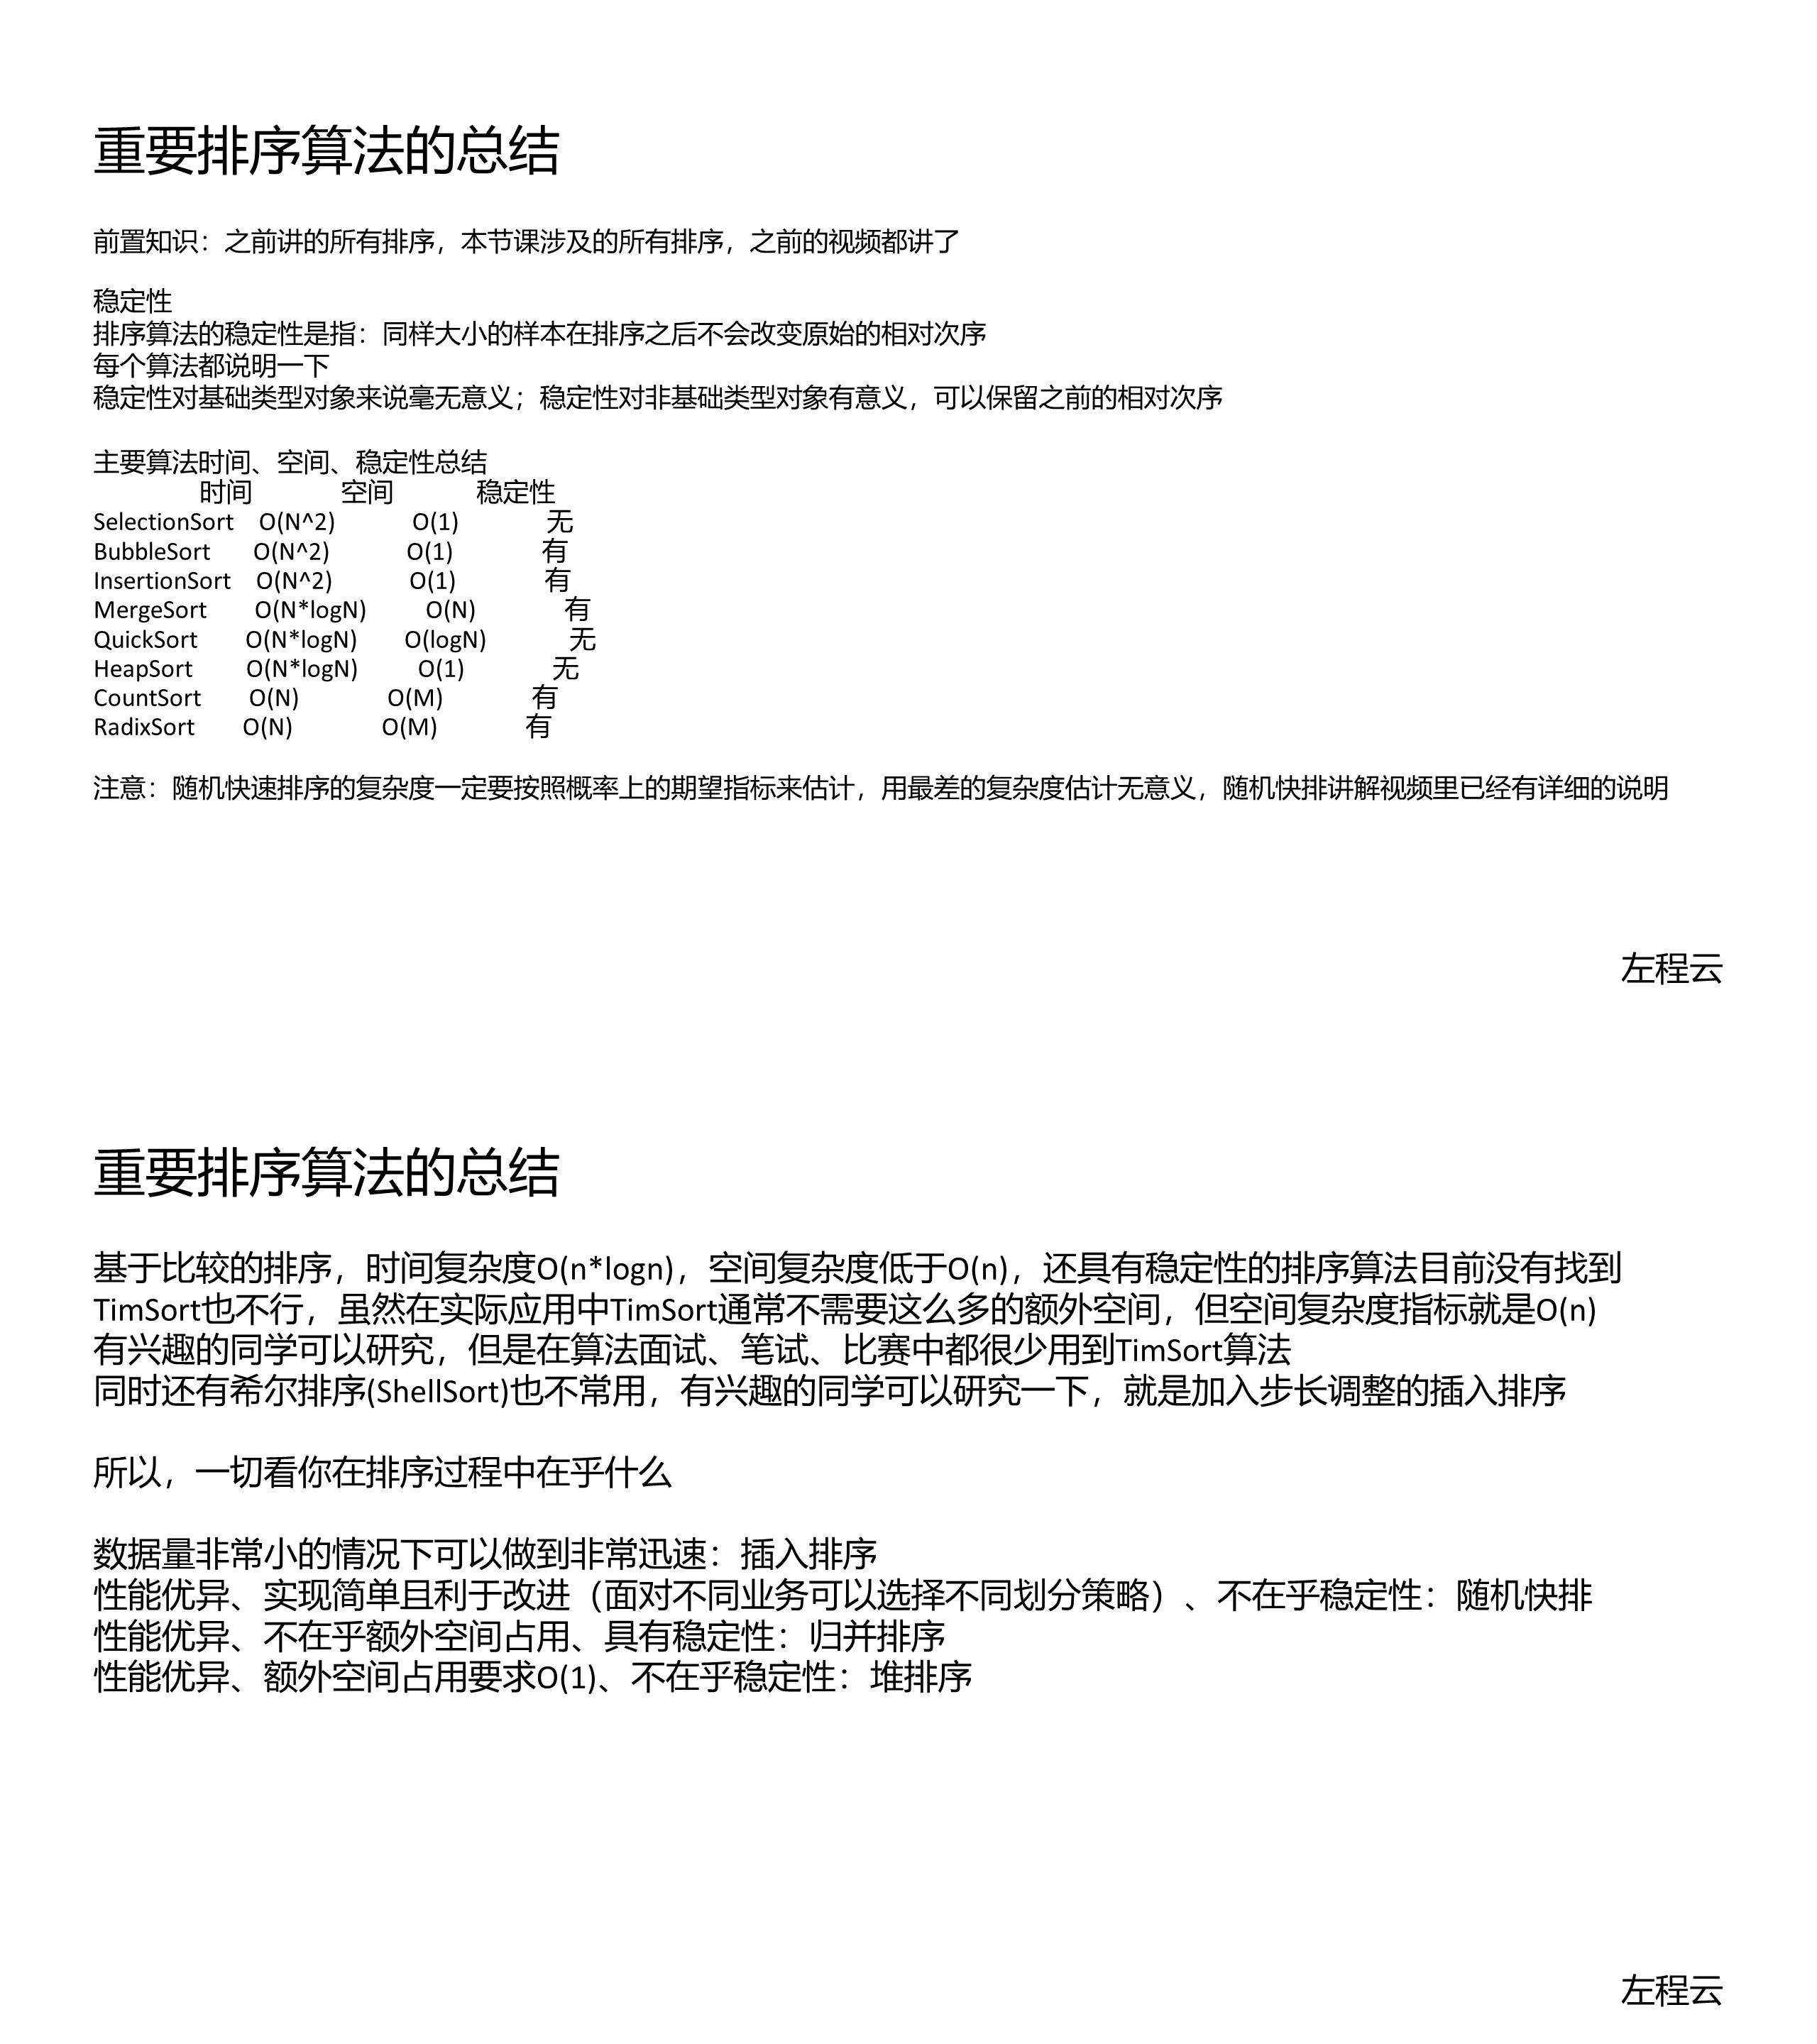 重要排序算法的总结
前置知识：之前讲的所有排序，本节课涉及的所有排序，之前的视频都讲了
稳定性
排序算法的稳定性是指：同样大小的样本在排序之后不会改变原始的相对次序
每个算法都说明一下
稳定性对基础类型对象来说毫无意义；稳定性对非基础类型对象有意义，可以保留之前的相对次序
主要算法时间、空间、稳定性总结
时间 空间 稳定性
SelectionSort O(N^2) O(1) 无
BubbleSort O(N^2) O(1) 有
InsertionSort O(N^2) O(1) 有
MergeSort O(N*logN) O(N) 有
QuickSort O(N*logN) O(logN) 无
HeapSort O(N*logN) O(1) 无
CountSort O(N) O(M) 有
RadixSort O(N) O(M) 有
注意：随机快速排序的复杂度一定要按照概率上的期望指标来估计，用最差的复杂度估计无意义，随机快排讲解视频里已经有详细的说明
左程云
重要排序算法的总结
基于比较的排序，时间复杂度O(n*logn)，空间复杂度低于O(n)，还具有稳定性的排序算法目前没有找到
TimSort也不行，虽然在实际应用中TimSort通常不需要这么多的额外空间，但空间复杂度指标就是O(n)
有兴趣的同学可以研究，但是在算法面试、笔试、比赛中都很少用到TimSort算法
同时还有希尔排序(ShellSort)也不常用，有兴趣的同学可以研究一下，就是加入步长调整的插入排序
所以，一切看你在排序过程中在乎什么
数据量非常小的情况下可以做到非常迅速：插入排序
性能优异、实现简单且利于改进（面对不同业务可以选择不同划分策略）、不在乎稳定性：随机快排
性能优异、不在乎额外空间占用、具有稳定性：归并排序
性能优异、额外空间占用要求O(1)、不在乎稳定性：堆排序
左程云